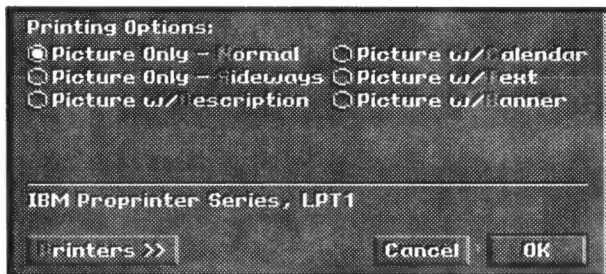 Printing Options:
Picture Only - Normal
Picture w/Calendar
Picture Only - Sideways
Picture w/Text
Picture w/Description
Picture w/Banner
IBM Proprinter Series, LPT1
Printers >>
Cancel
OK